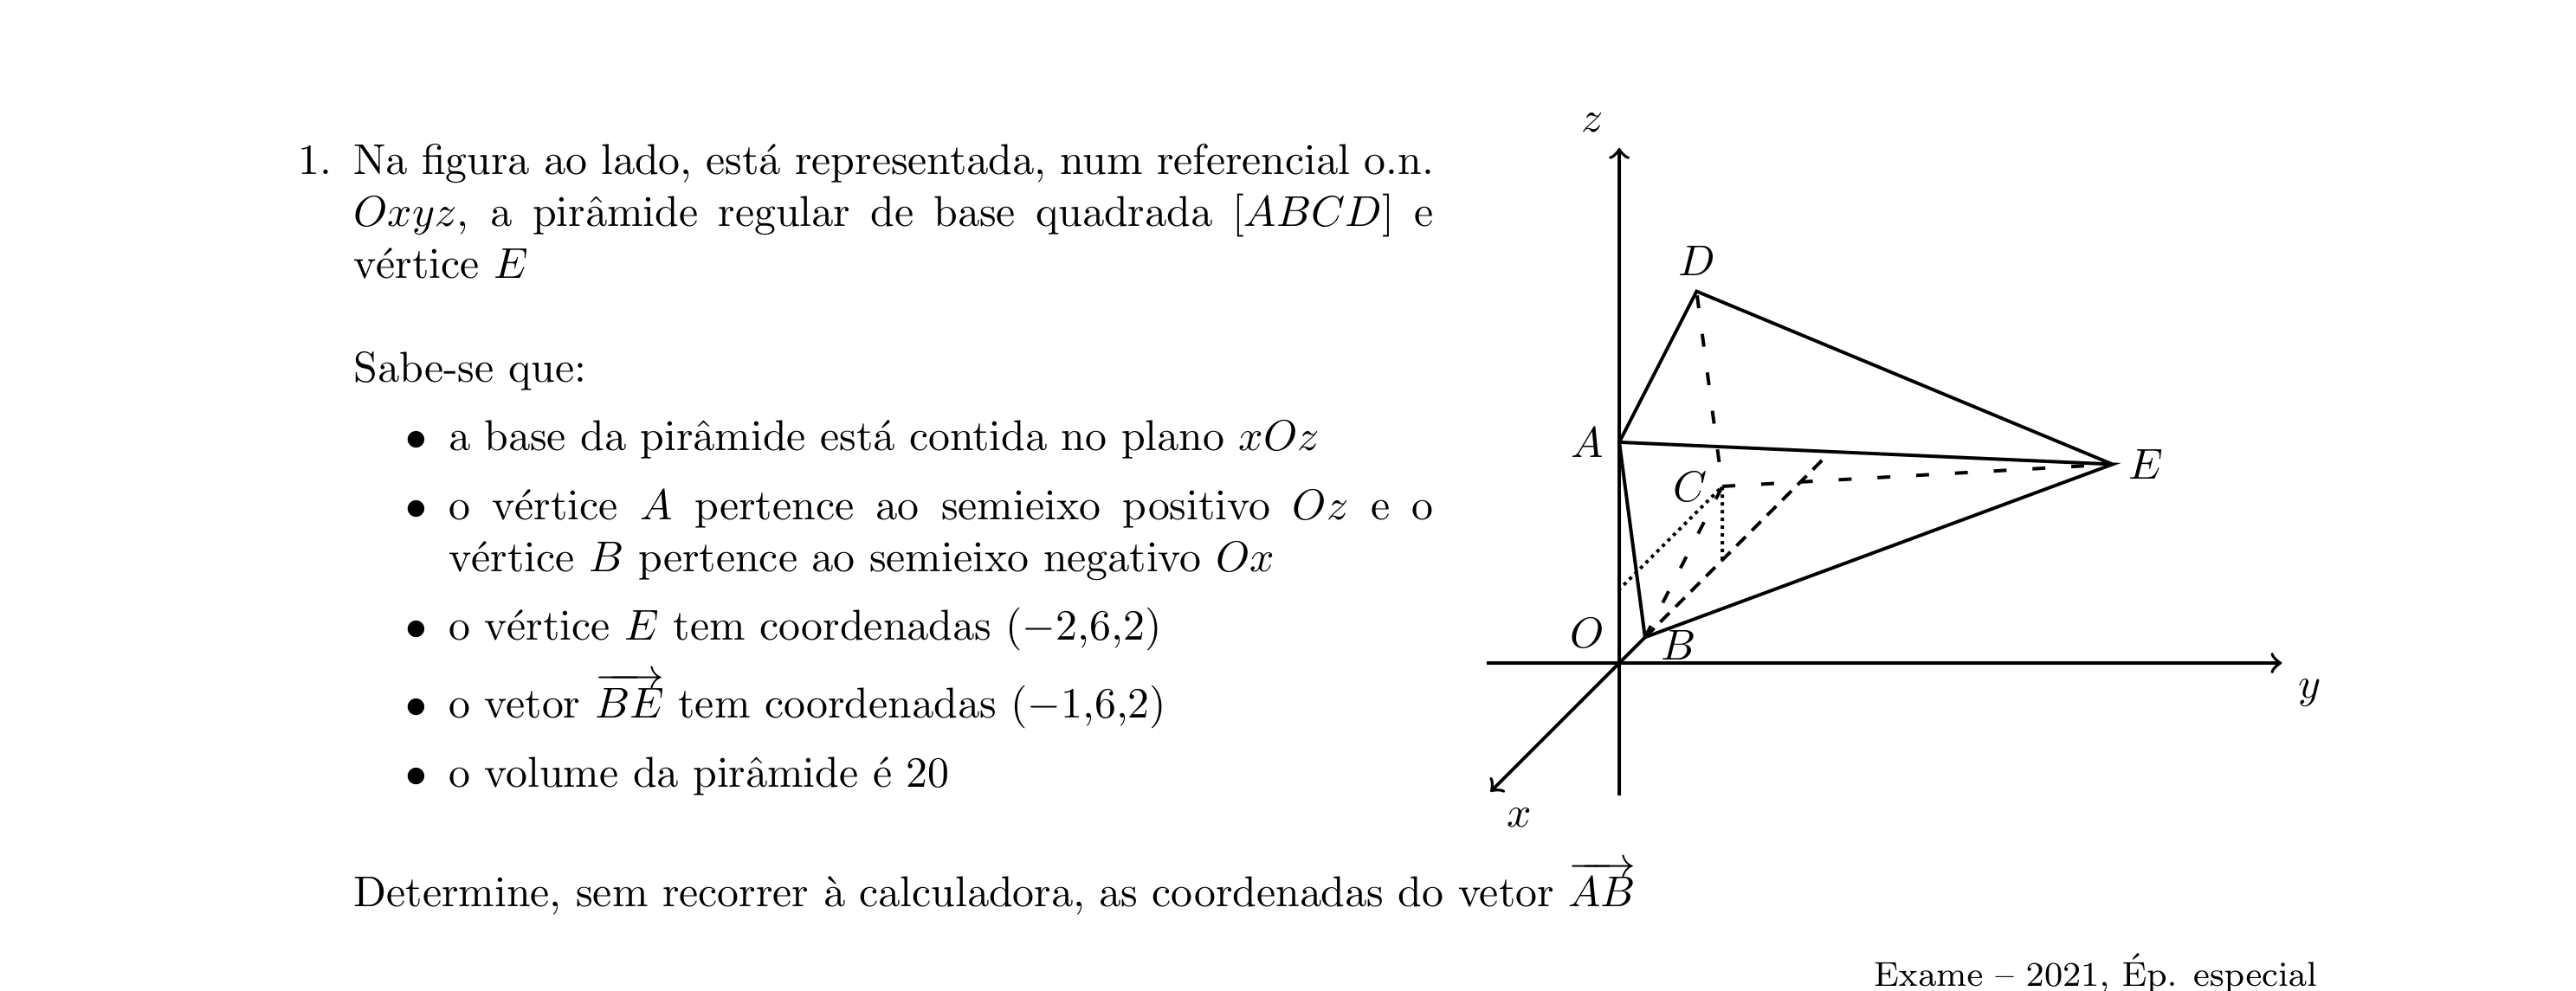 1. Na figura ao lado, está representada, num referencial o.n.
Oxyz, a pirâmide regular de base quadrada [ABCD] e
vértice E
Sabe-se que:
• a base da pirâmide está contida no plano xOz
• o vértice A pertence ao semieixo positivo Oz e o
vértice B pertence ao semieixo negativo Ox
• o vértice E tem coordenadas (−2,6,2)
• o vetor \overrightarrow{BE} tem coordenadas (−1,6,2)
• o volume da pirâmide é 20
Determine, sem recorrer à calculadora, as coordenadas do vetor \overrightarrow{AB}
z
D
A
C
E
O
B
y
x
Exame – 2021, Ép. especial